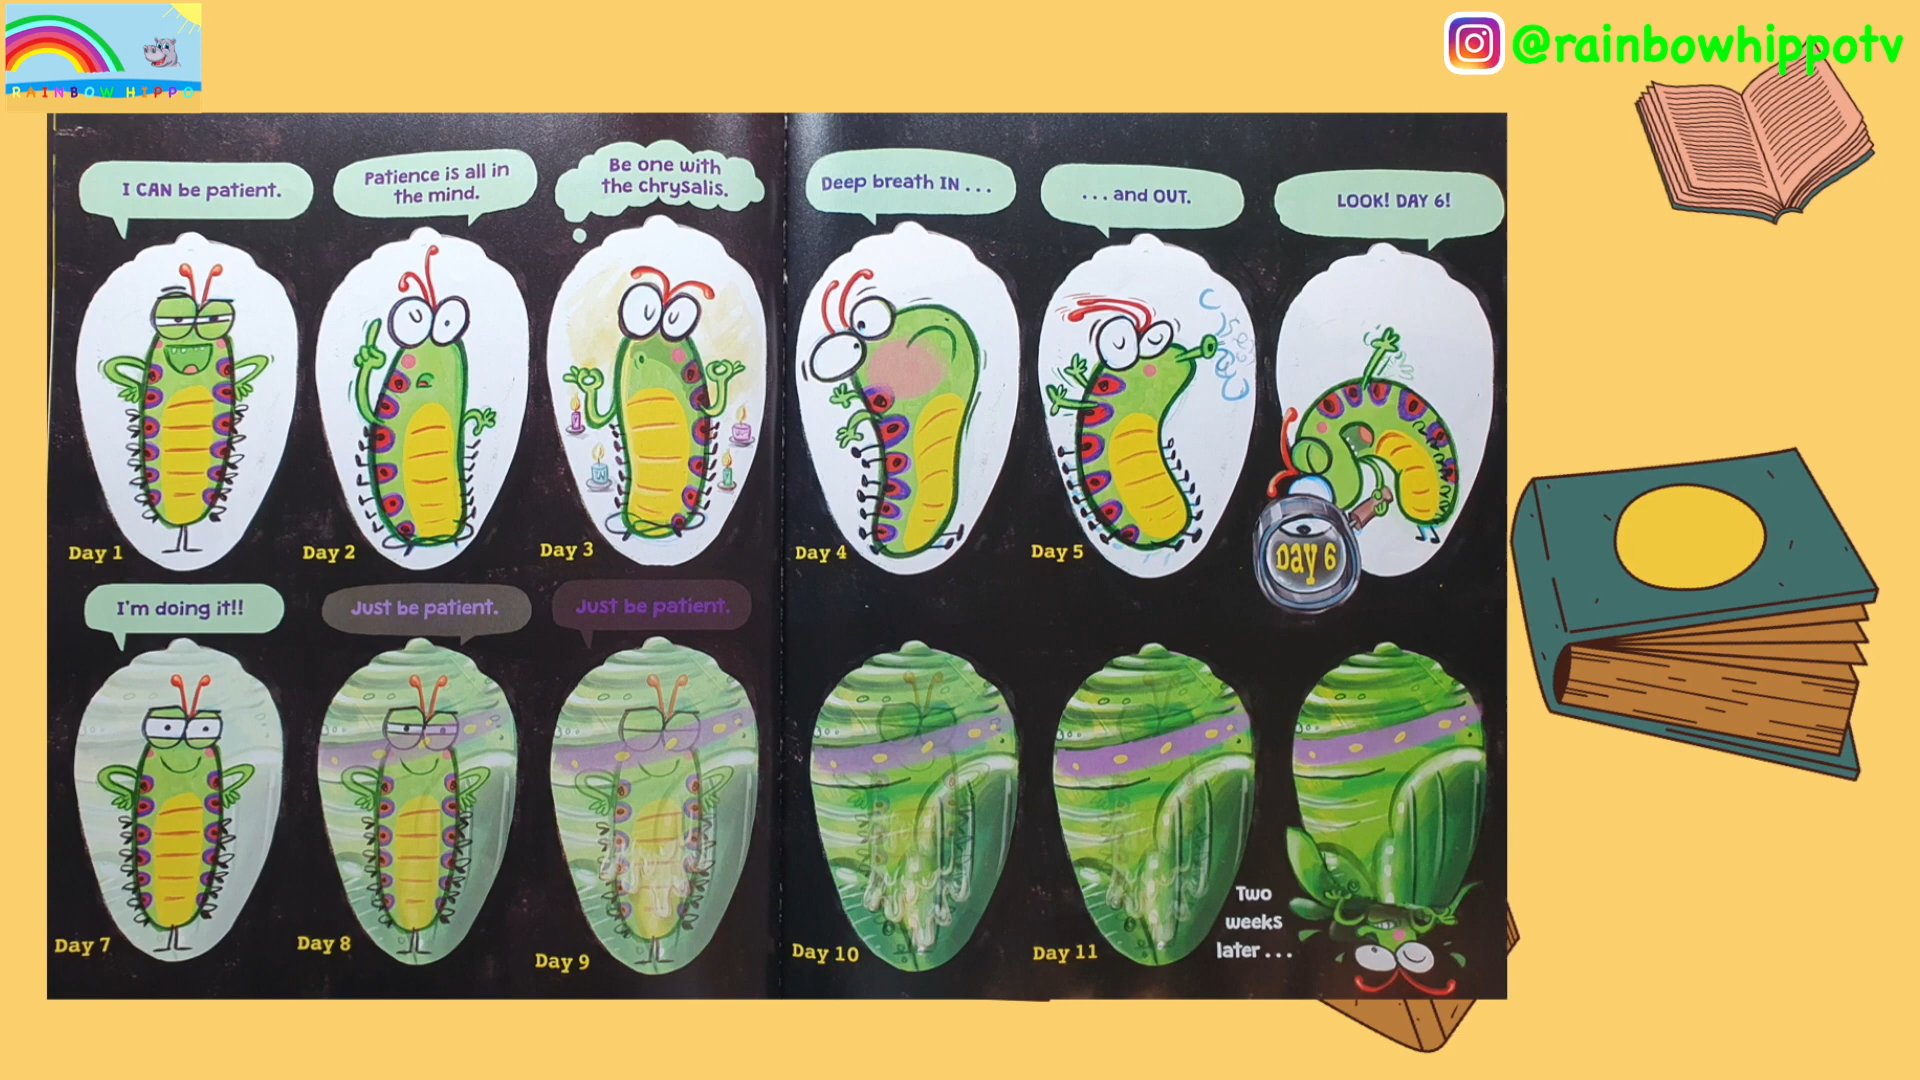 RAINBOW HIPPO
@rainbowhippotv
I CAN be patient.
Patience is all in
the mind.
Be one with
the chrysalis.
Deep breath IN . . .
. . . and OUT.
LOOK! DAY 6!
Day 1
Day 2
Day 3
Day 4
Day 5
Day 6
I'm doing it!!
Just be patient.
Just be patient.
Day 7
Day 8
Day 9
Day 10
Day 11
Two
weeks
later . . .